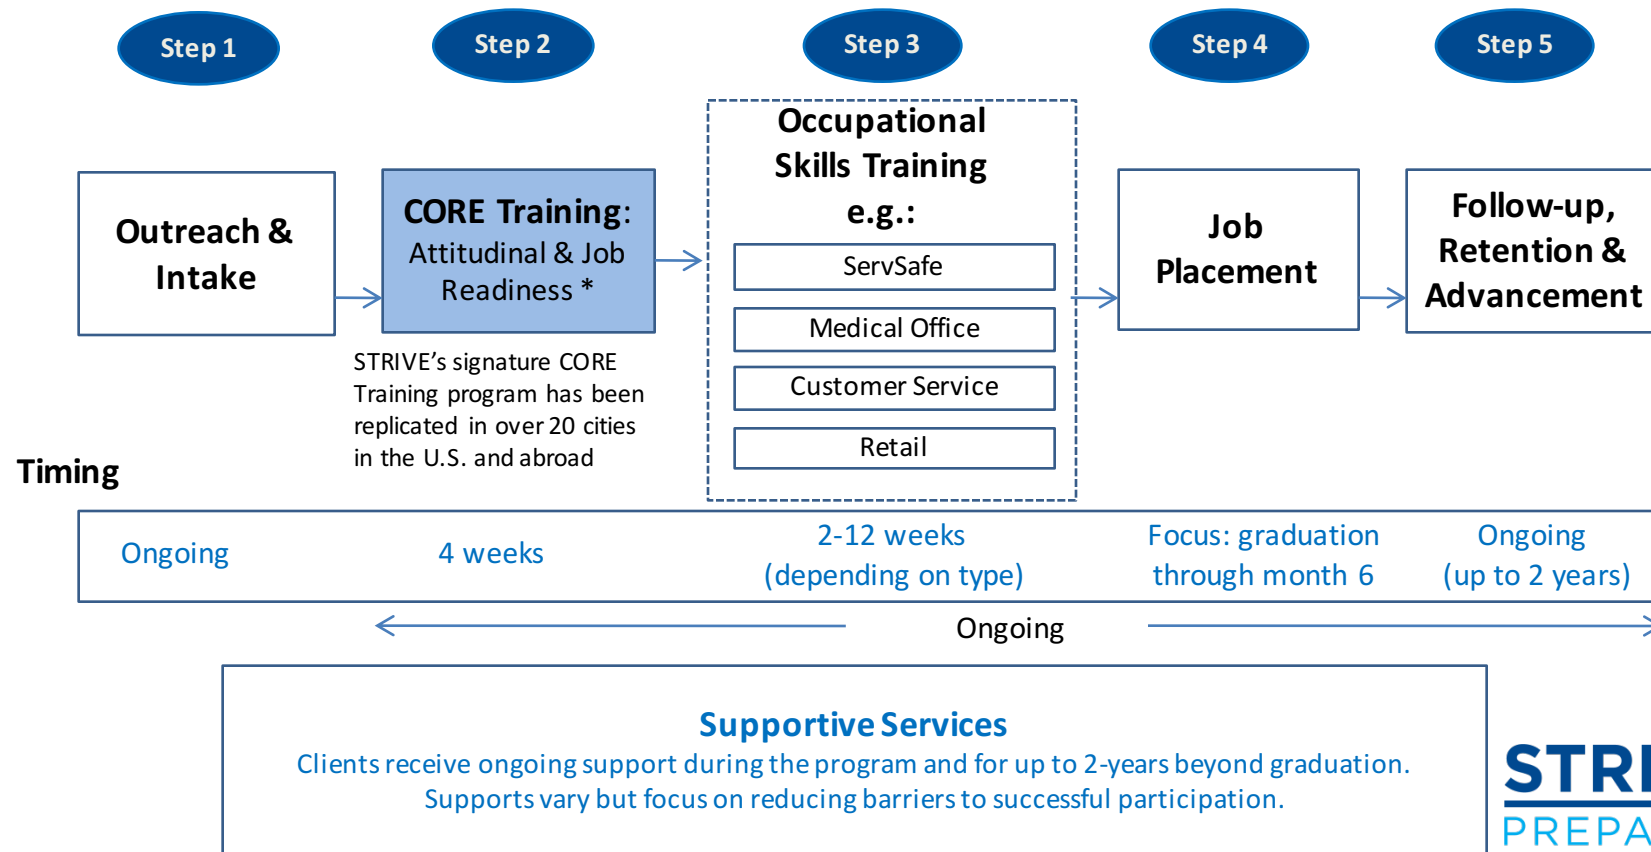 Step 1
Step 2
Step 3
Step 4
Step 5
Outreach &
Intake
CORE Training:
Attitudinal & Job
Readiness *
STRIVE’s signature CORE
Training program has been
replicated in over 20 cities
in the U.S. and abroad
Occupational
Skills Training
e.g.:
ServSafe
Medical Office
Customer Service
Retail
Job
Placement
Follow-up,
Retention &
Advancement
Timing
Ongoing
4 weeks
2-12 weeks
(depending on type)
Focus: graduation
through month 6
Ongoing
(up to 2 years)
Ongoing
Supportive Services
Clients receive ongoing support during the program and for up to 2-years beyond graduation.
Supports vary but focus on reducing barriers to successful participation.